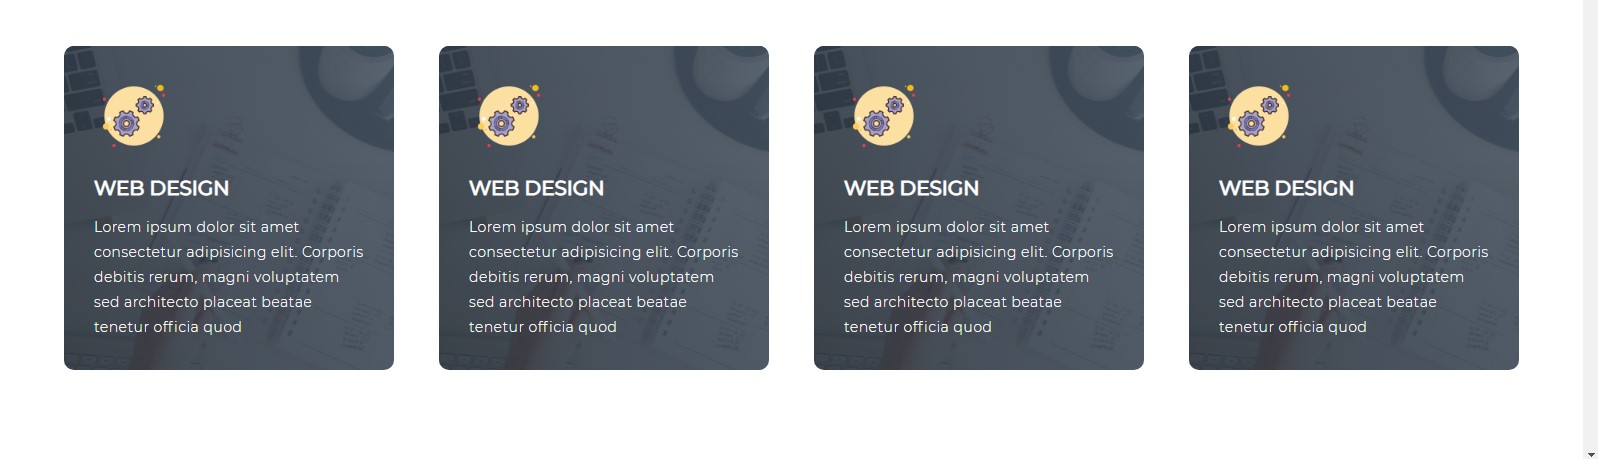 WEB DESIGN
Lorem ipsum dolor sit amet
consectetur adipisicing elit. Corporis
debitis rerum, magni voluptatem
sed architecto placeat beatae
tenetur officia quod
WEB DESIGN
Lorem ipsum dolor sit amet
consectetur adipisicing elit. Corporis
debitis rerum, magni voluptatem
sed architecto placeat beatae
tenetur officia quod
WEB DESIGN
Lorem ipsum dolor sit amet
consectetur adipisicing elit. Corporis
debitis rerum, magni voluptatem
sed architecto placeat beatae
tenetur officia quod
WEB DESIGN
Lorem ipsum dolor sit amet
consectetur adipisicing elit. Corporis
debitis rerum, magni voluptatem
sed architecto placeat beatae
tenetur officia quod